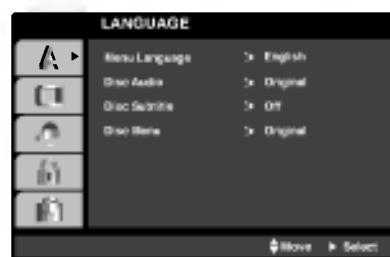 LANGUAGE
Menu Language : English
Disc Audio : Original
Disc Subtitle : Off
Disc Menu : Original
Move Select